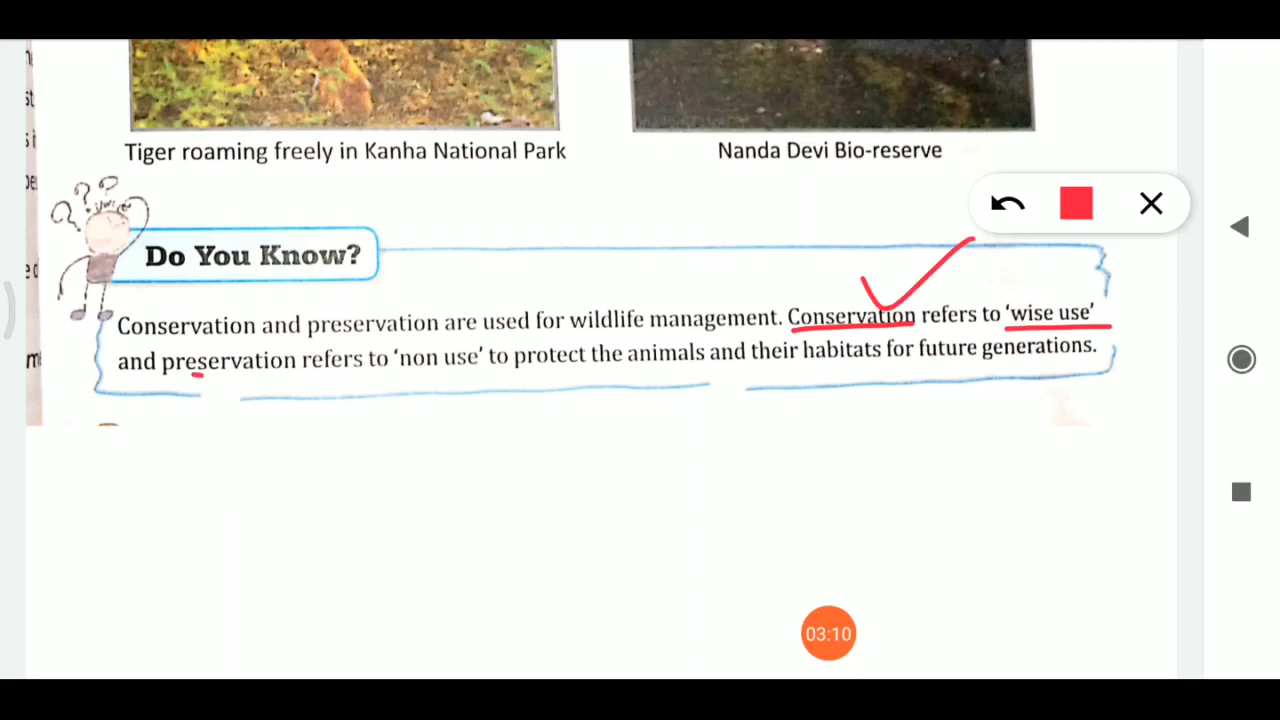 Tiger roaming freely in Kanha National Park
Nanda Devi Bio-reserve
Do You Know?
Conservation and preservation are used for wildlife management. Conservation refers to ‘wise use’
and preservation refers to ‘non use’ to protect the animals and their habitats for future generations.
03:10